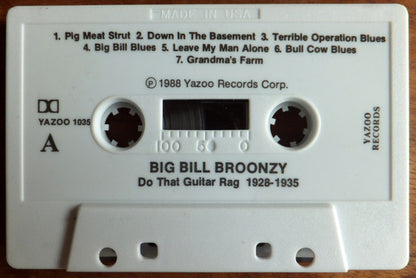 MADE IN USA
1. Pig Meat Strut 2. Down In The Basement 3. Terrible Operation Blues
4. Big Bill Blues 5. Leave My Man Alone 6. Bull Cow Blues
7. Grandma's Farm
℗ 1988 Yazoo Records Corp.
YAZOO 1035
A
100 50 0
YAZOO
RECORDS
BIG BILL BROONZY
Do That Guitar Rag 1928-1935